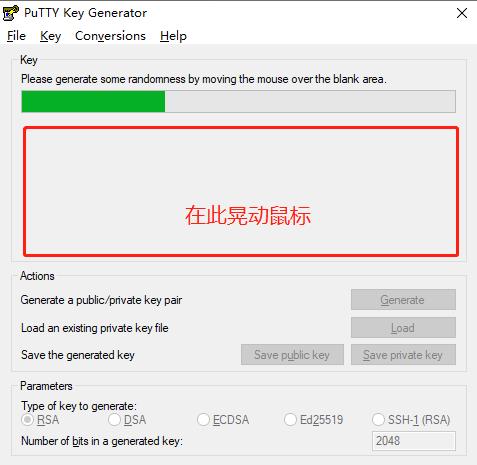 PuTTY Key Generator
File Key Conversions Help
Key
Please generate some randomness by moving the mouse over the blank area.
在此晃动鼠标
Actions
Generate a public/private key pair
Generate
Load an existing private key file
Load
Save the generated key
Save public key
Save private key
Parameters
Type of key to generate:
RSA DSA ECDSA Ed25519 SSH-1 (RSA)
Number of bits in a generated key:
2048